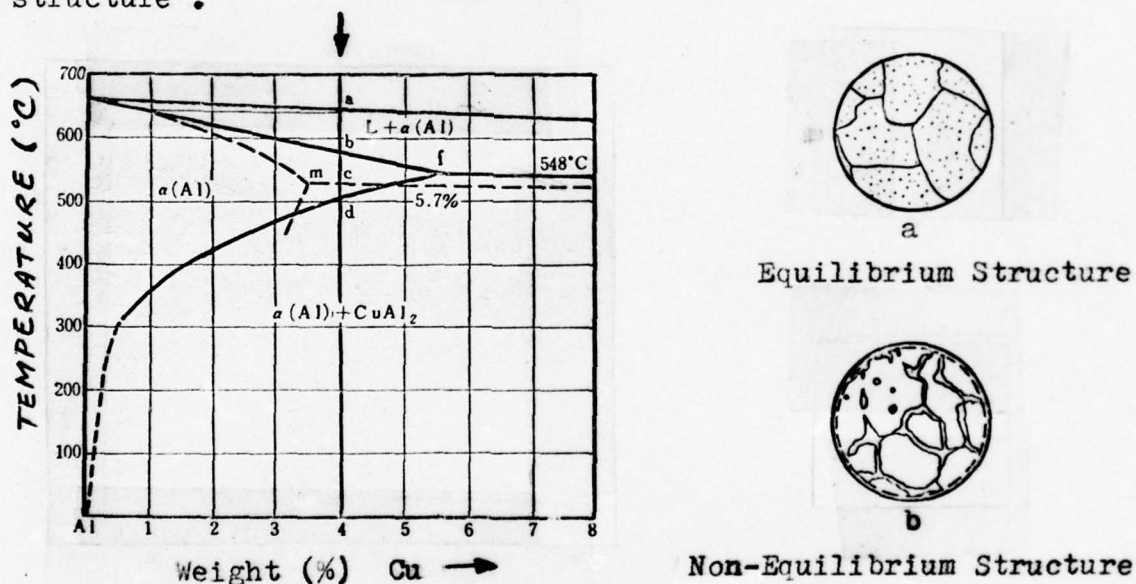 structure .
700
600
500
400
300
200
100
TEMPERATURE (°C)
a
L + α(Al)
b
f
548°C
m
c
α(Al)
5.7%
d
α(Al) + CuAl₂
Al
1
2
3
4
5
6
7
8
Weight (%) Cu
a
Equilibrium Structure
b
Non-Equilibrium Structure